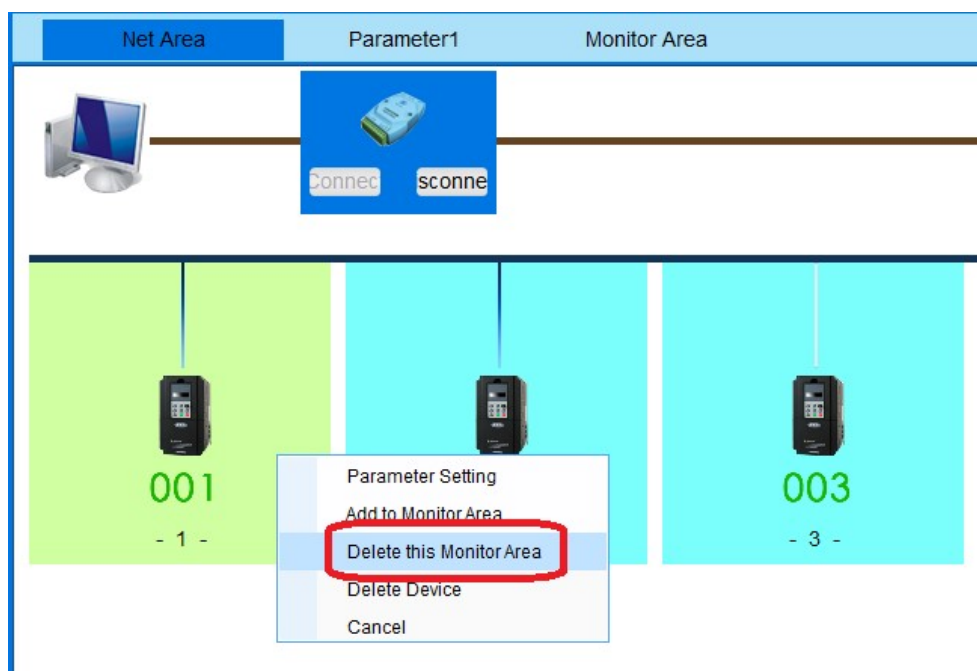 Net Area Parameter1 Monitor Area
Connec sconne
001 003
- 1 - - 3 -
Parameter Setting
Add to Monitor Area
Delete this Monitor Area
Delete Device
Cancel